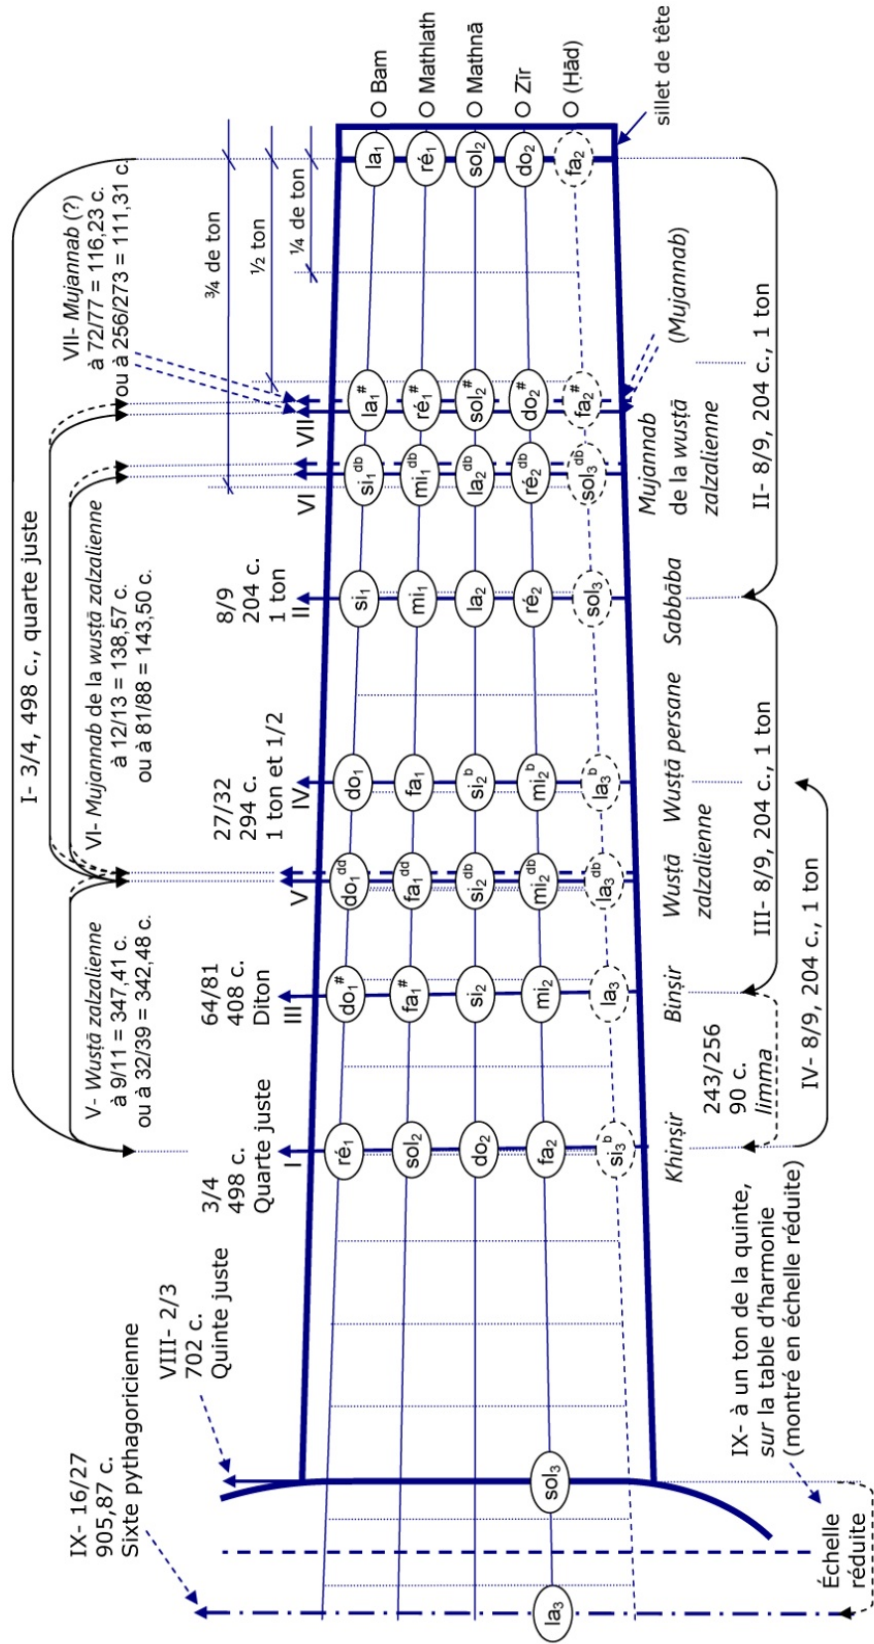 I- 3/4, 498 c., quarte juste
V- Wusṭā zalzalienne
à 9/11 = 347,41 c.
ou à 32/39 = 342,48 c.
VI- Mujannab de la wusṭā zalzalienne
à 12/13 = 138,57 c.
ou à 81/88 = 143,50 c.
VII- Mujannab (?)
à 72/77 = 116,23 c.
ou à 256/273 = 111,31 c.
¾ de ton
½ ton
¼ de ton
IX- 16/27
905,87 c.
Sixte pythagoricienne
VIII- 2/3
702 c.
Quinte juste
3/4
498 c.
Quarte juste
I
64/81
408 c.
Diton
III
V
27/32
294 c.
1 ton et 1/2
IV
8/9
204 c.
1 ton
II
VI
VII
ré1 do1# do1dd do1 si1 si1db la1# la1 O Bam
sol2 fa1# fa1dd fa1 mi1 mi1db ré1# ré1 O Mathlath
do2 si2 si2db si2b la2 la2db sol2# sol2 O Mathnā
la3 sol3 fa2 mi2 mi2db mi2b ré2 ré2db do2# do2 O Zīr
si3b la3 la3db la3b sol3 sol3db fa2# fa2 O (Ḥād)
sillet de tête
Khinṣir
Binṣir
Wusṭā
zalzalienne
Wusṭā persane
Sabbāba
Mujannab
de la wusṭā
zalzalienne
(Mujannab)
243/256
90 c.
limma
IV- 8/9, 204 c., 1 ton
III- 8/9, 204 c., 1 ton
II- 8/9, 204 c., 1 ton
IX- à un ton de la quinte,
sur la table d’harmonie
(montré en échelle réduite)
Échelle
réduite